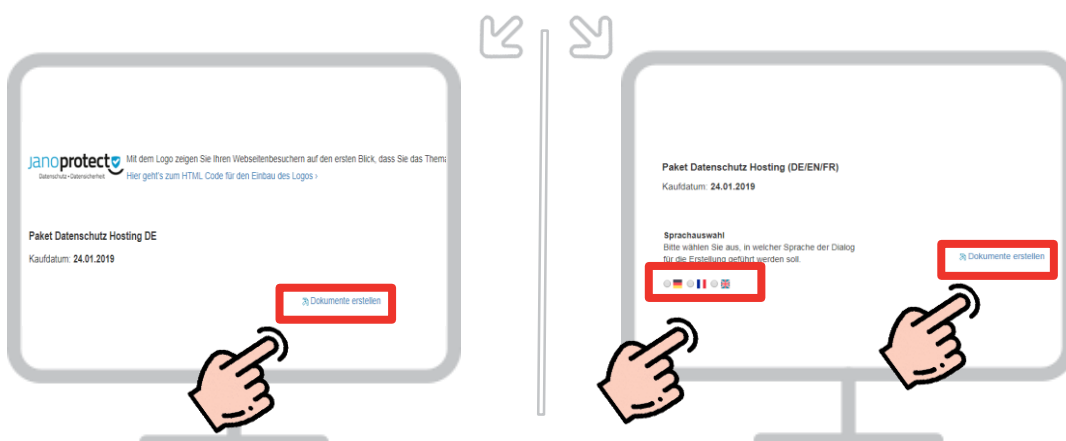 janoprotect
Datenschutz•Datensicherheit
Mit dem Logo zeigen Sie Ihren Webseitenbesuchern auf den ersten Blick, dass Sie das Thema
Hier geht's zum HTML Code für den Einbau des Logos ›
Paket Datenschutz Hosting DE
Kaufdatum: 24.01.2019
Dokumente erstellen
Paket Datenschutz Hosting (DE/EN/FR)
Kaufdatum: 24.01.2019
Sprachauswahl
Bitte wählen Sie aus, in welcher Sprache der Dialog
für die Erstellung geführt werden soll.
Dokumente erstellen